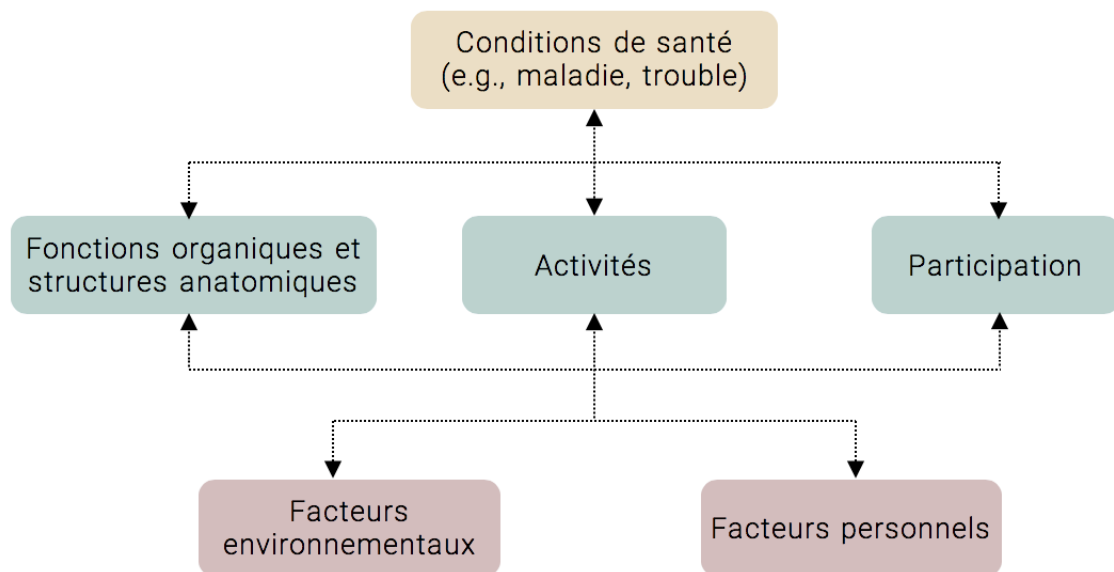 Conditions de santé
(e.g., maladie, trouble)
Fonctions organiques et
structures anatomiques
Activités
Participation
Facteurs
environnementaux
Facteurs personnels